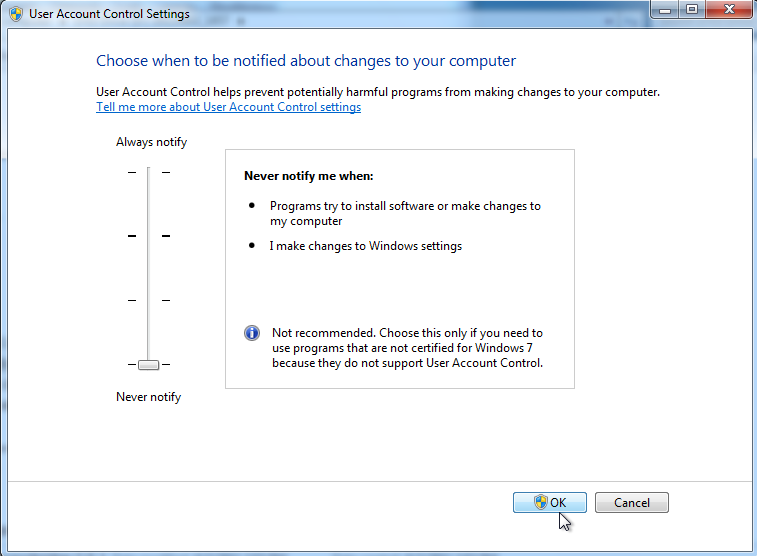 User Account Control Settings
Choose when to be notified about changes to your computer
User Account Control helps prevent potentially harmful programs from making changes to your computer.
Tell me more about User Account Control settings
Always notify
Never notify me when:
Programs try to install software or make changes to
my computer
I make changes to Windows settings
Not recommended. Choose this only if you need to
use programs that are not certified for Windows 7
because they do not support User Account Control.
Never notify
OK
Cancel